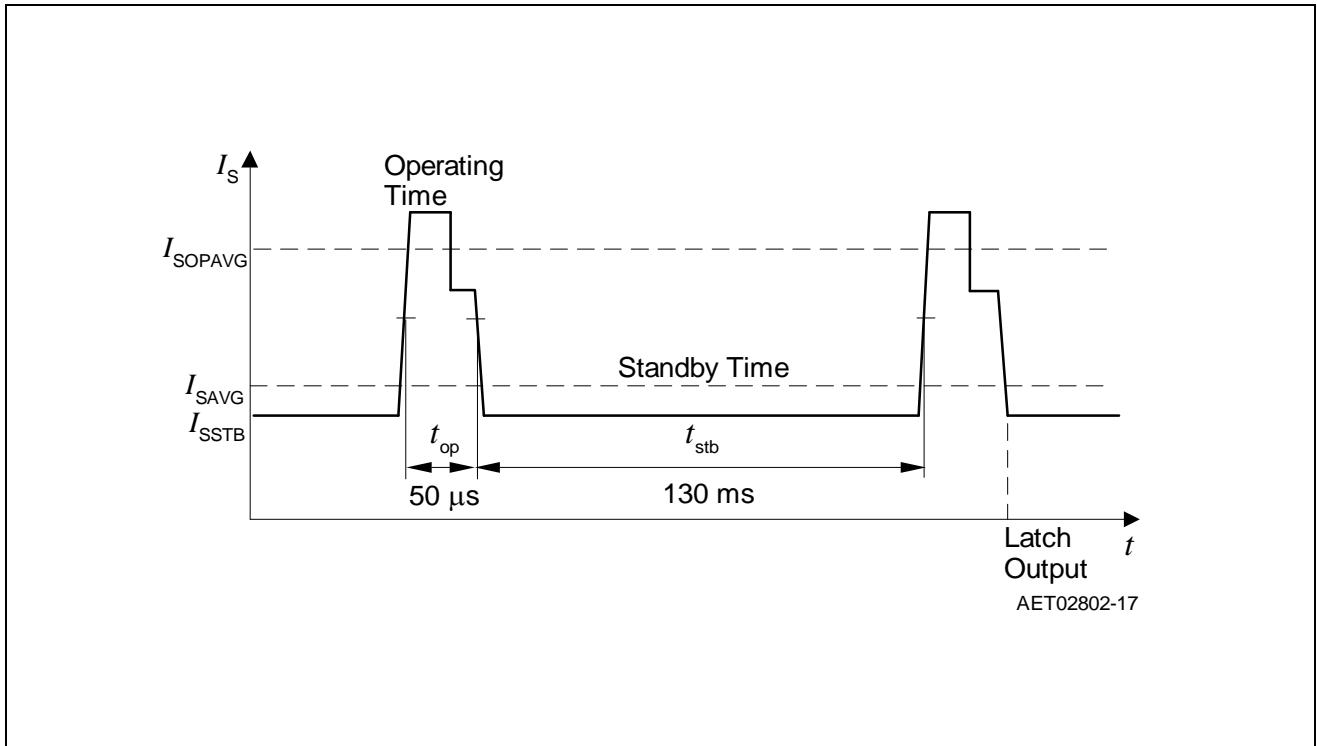 I_S
Operating
Time
I_SOPAVG
Standby Time
I_SAVG
I_SSTB
t_op
t_stb
50 μs
130 ms
Latch
Output
t
AET02802-17